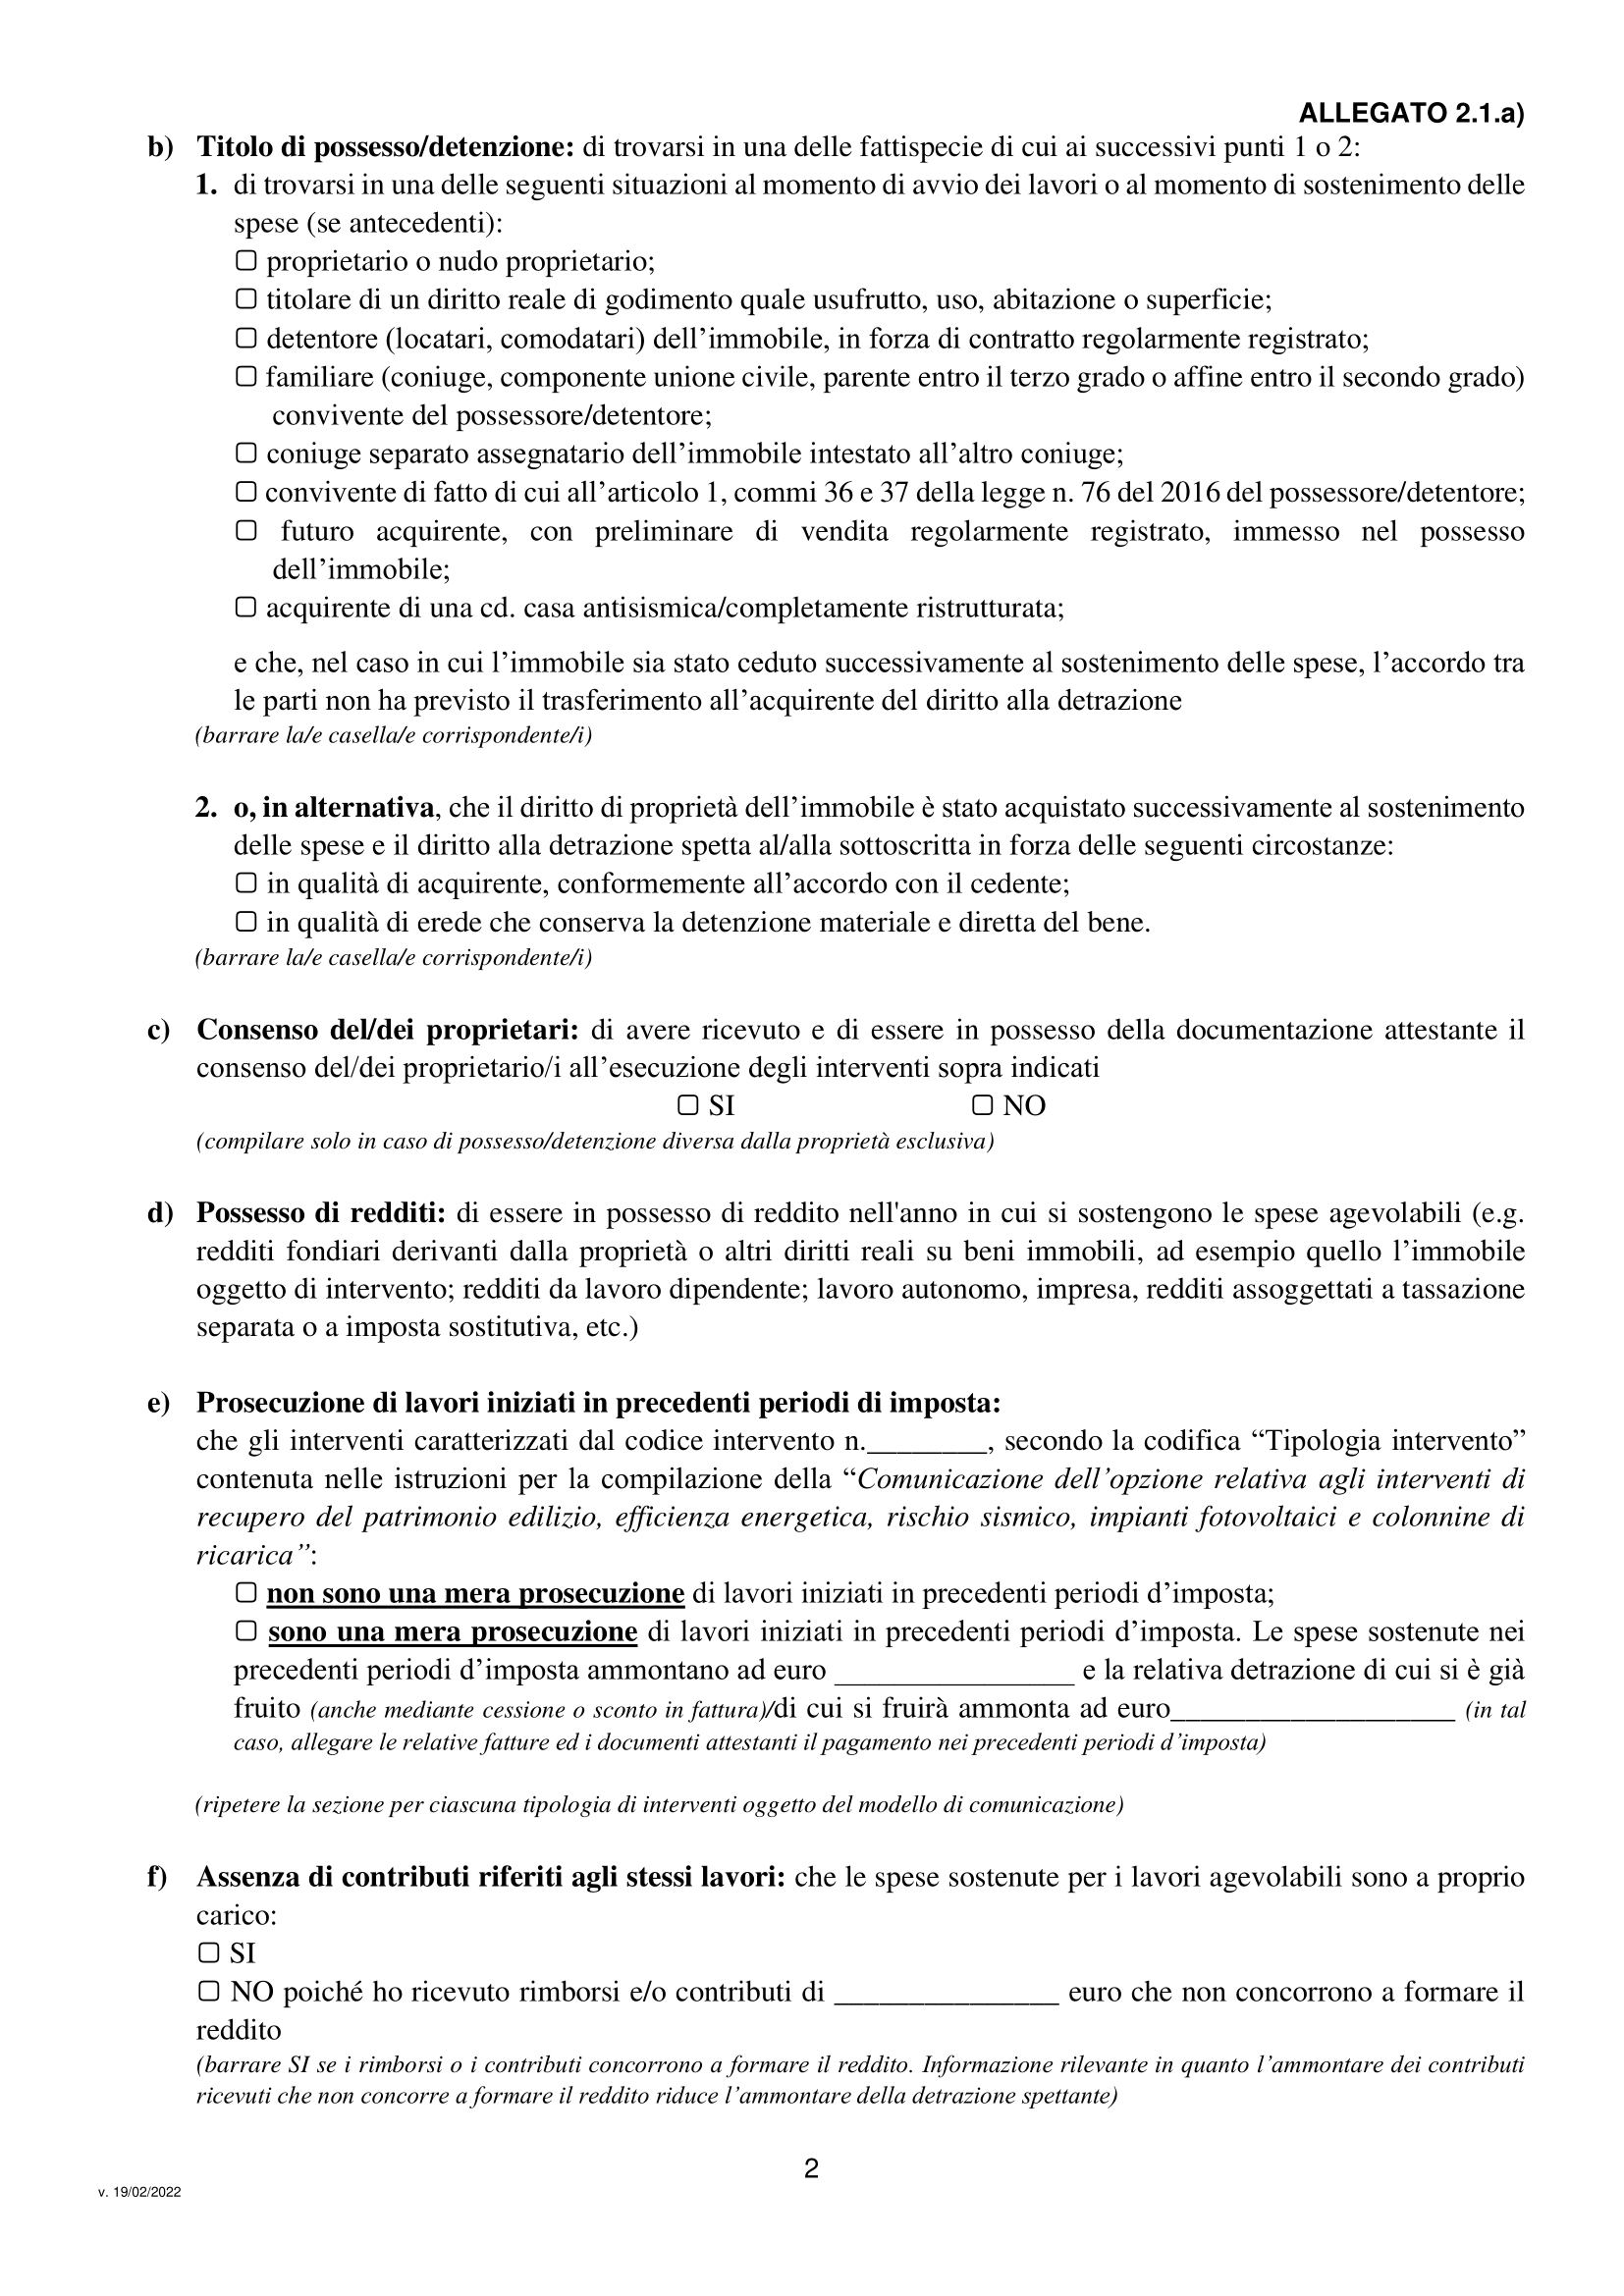 ALLEGATO 2.1.a)
b) Titolo di possesso/detenzione: di trovarsi in una delle fattispecie di cui ai successivi punti 1 o 2:
1. di trovarsi in una delle seguenti situazioni al momento di avvio dei lavori o al momento di sostenimento delle
spese (se antecedenti):
▢ proprietario o nudo proprietario;
▢ titolare di un diritto reale di godimento quale usufrutto, uso, abitazione o superficie;
▢ detentore (locatari, comodatari) dell’immobile, in forza di contratto regolarmente registrato;
▢ familiare (coniuge, componente unione civile, parente entro il terzo grado o affine entro il secondo grado)
convivente del possessore/detentore;
▢ coniuge separato assegnatario dell’immobile intestato all’altro coniuge;
▢ convivente di fatto di cui all’articolo 1, commi 36 e 37 della legge n. 76 del 2016 del possessore/detentore;
▢ futuro acquirente, con preliminare di vendita regolarmente registrato, immesso nel possesso
dell’immobile;
▢ acquirente di una cd. casa antisismica/completamente ristrutturata;
e che, nel caso in cui l’immobile sia stato ceduto successivamente al sostenimento delle spese, l’accordo tra
le parti non ha previsto il trasferimento all’acquirente del diritto alla detrazione
(barrare la/e casella/e corrispondente/i)
2. o, in alternativa, che il diritto di proprietà dell’immobile è stato acquistato successivamente al sostenimento
delle spese e il diritto alla detrazione spetta al/alla sottoscritta in forza delle seguenti circostanze:
▢ in qualità di acquirente, conformemente all’accordo con il cedente;
▢ in qualità di erede che conserva la detenzione materiale e diretta del bene.
(barrare la/e casella/e corrispondente/i)
c) Consenso del/dei proprietari: di avere ricevuto e di essere in possesso della documentazione attestante il
consenso del/dei proprietario/i all’esecuzione degli interventi sopra indicati
▢ SI ▢ NO
(compilare solo in caso di possesso/detenzione diversa dalla proprietà esclusiva)
d) Possesso di redditi: di essere in possesso di reddito nell'anno in cui si sostengono le spese agevolabili (e.g.
redditi fondiari derivanti dalla proprietà o altri diritti reali su beni immobili, ad esempio quello l’immobile
oggetto di intervento; redditi da lavoro dipendente; lavoro autonomo, impresa, redditi assoggettati a tassazione
separata o a imposta sostitutiva, etc.)
e) Prosecuzione di lavori iniziati in precedenti periodi di imposta:
che gli interventi caratterizzati dal codice intervento n.________, secondo la codifica “Tipologia intervento”
contenuta nelle istruzioni per la compilazione della “Comunicazione dell’opzione relativa agli interventi di
recupero del patrimonio edilizio, efficienza energetica, rischio sismico, impianti fotovoltaici e colonnine di
ricarica”:
▢ non sono una mera prosecuzione di lavori iniziati in precedenti periodi d’imposta;
▢ sono una mera prosecuzione di lavori iniziati in precedenti periodi d’imposta. Le spese sostenute nei
precedenti periodi d’imposta ammontano ad euro ________________ e la relativa detrazione di cui si è già
fruito (anche mediante cessione o sconto in fattura)/di cui si fruirà ammonta ad euro___________________ (in tal
caso, allegare le relative fatture ed i documenti attestanti il pagamento nei precedenti periodi d’imposta)
(ripetere la sezione per ciascuna tipologia di interventi oggetto del modello di comunicazione)
f) Assenza di contributi riferiti agli stessi lavori: che le spese sostenute per i lavori agevolabili sono a proprio
carico:
▢ SI
▢ NO poiché ho ricevuto rimborsi e/o contributi di _______________ euro che non concorrono a formare il
reddito
(barrare SI se i rimborsi o i contributi concorrono a formare il reddito. Informazione rilevante in quanto l’ammontare dei contributi
ricevuti che non concorre a formare il reddito riduce l’ammontare della detrazione spettante)
2
v. 19/02/2022